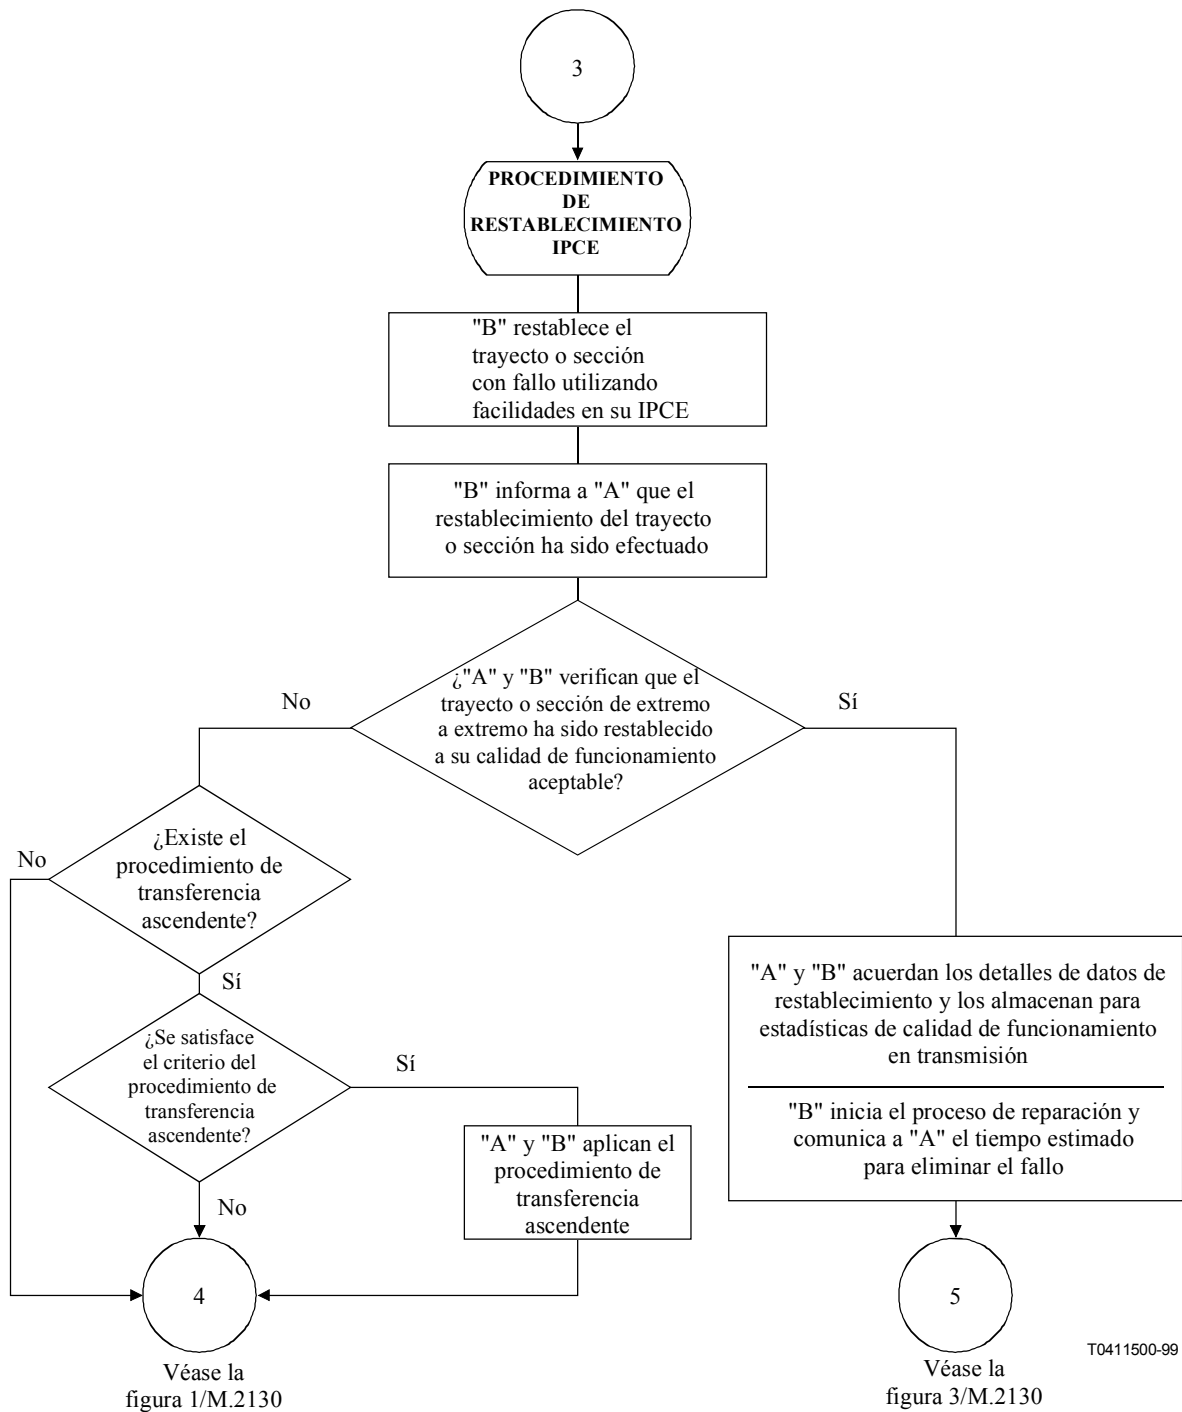 3
PROCEDIMIENTO
DE
RESTABLECIMIENTO
IPCE
"B" restablece el
trayecto o sección
con fallo utilizando
facilidades en su IPCE
"B" informa a "A" que el
restablecimiento del trayecto
o sección ha sido efectuado
¿"A" y "B" verifican que el
trayecto o sección de extremo
a extremo ha sido restablecido
a su calidad de funcionamiento
aceptable?
No
Sí
¿Existe el
procedimiento de
transferencia
ascendente?
No
Sí
¿Se satisface
el criterio del
procedimiento de
transferencia
ascendente?
Sí
No
"A" y "B" aplican el
procedimiento de
transferencia
ascendente
"A" y "B" acuerdan los detalles de datos de
restablecimiento y los almacenan para
estadísticas de calidad de funcionamiento
en transmisión
"B" inicia el proceso de reparación y
comunica a "A" el tiempo estimado
para eliminar el fallo
4
Véase la
figura 1/M.2130
5
Véase la
figura 3/M.2130
T0411500-99